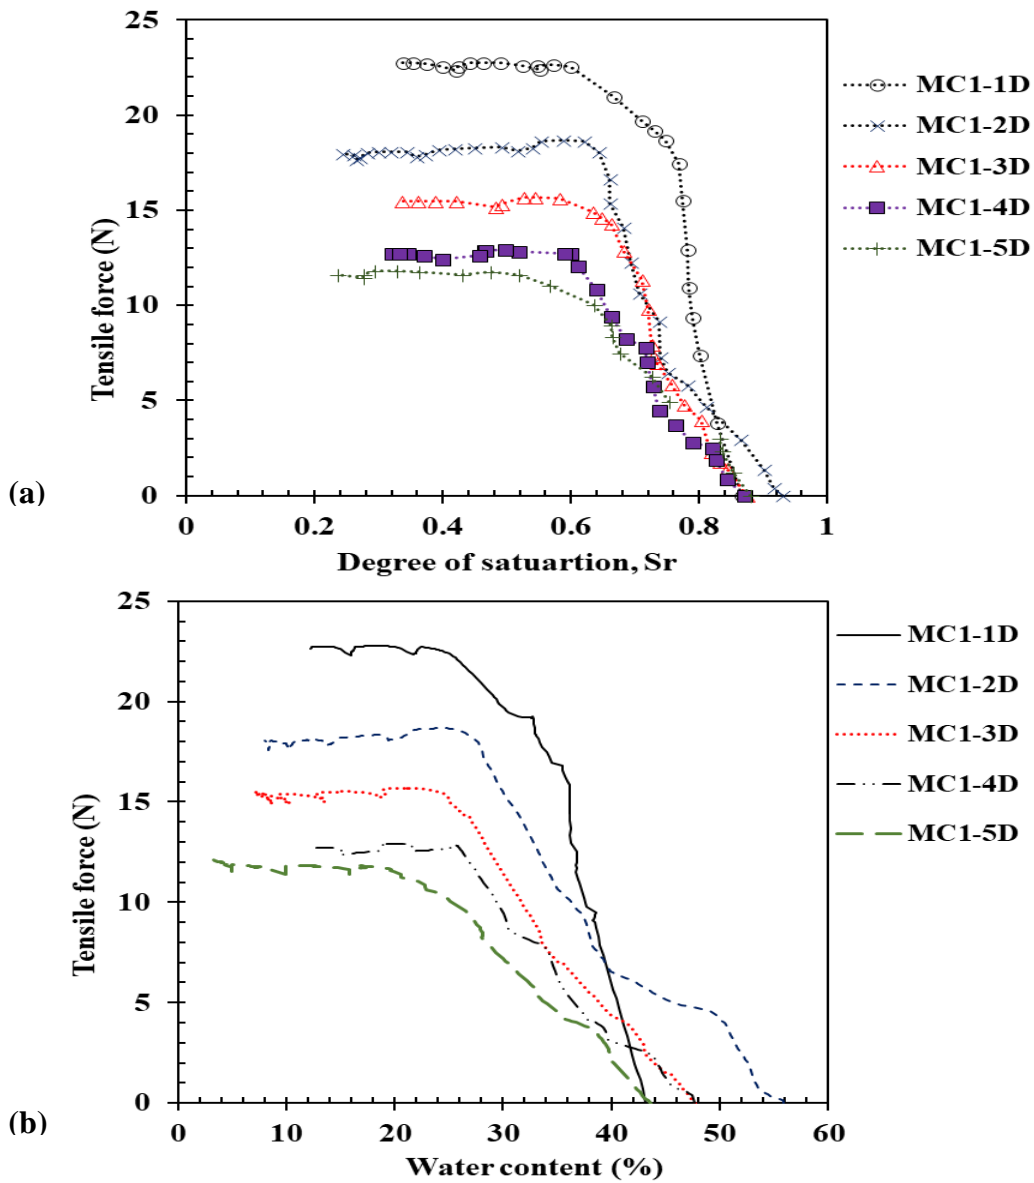 25
20
15
10
5
0
Tensile force (N)
(a)
0 0.2 0.4 0.6 0.8 1
Degree of satuartion, Sr
MC1-1D
MC1-2D
MC1-3D
MC1-4D
MC1-5D
25
20
15
10
5
0
Tensile force (N)
(b)
0 10 20 30 40 50 60
Water content (%)
MC1-1D
MC1-2D
MC1-3D
MC1-4D
MC1-5D